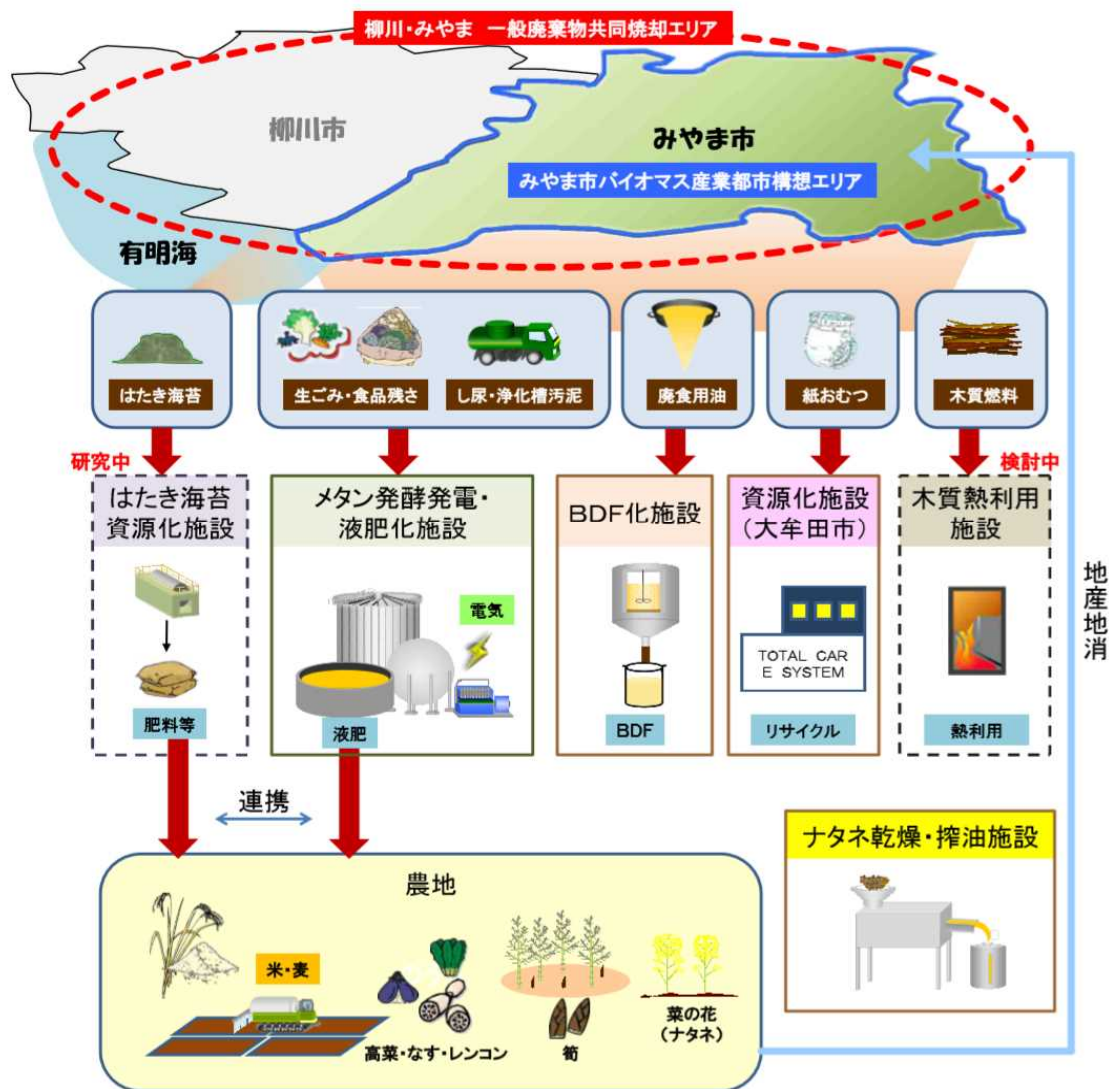 柳川・みやま 一般廃棄物共同焼却エリア
柳川市
みやま市
みやま市バイオマス産業都市構想エリア
有明海
はたき海苔
生ごみ・食品残さ
し尿・浄化槽汚泥
廃食用油
紙おむつ
木質燃料
研究中
検討中
はたき海苔
資源化施設
メタン発酵発電・
液肥化施設
BDF化施設
資源化施設
(大牟田市)
木質熱利用
施設
電気
TOTAL CAR
E SYSTEM
肥料等
液肥
BDF
リサイクル
熱利用
地産地消
連携
ナタネ乾燥・搾油施設
農地
米・麦
高菜・なす・レンコン
筍
菜の花
(ナタネ)